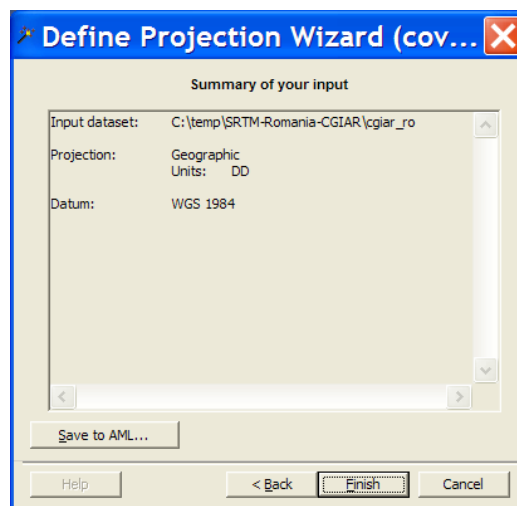 Define Projection Wizard (cov...
Summary of your input
Input dataset: C:\temp\SRTM-Romania-CGIAR\cgiar_ro
Projection: Geographic
Units: DD
Datum: WGS 1984
Save to AML...
Help < Back Finish Cancel